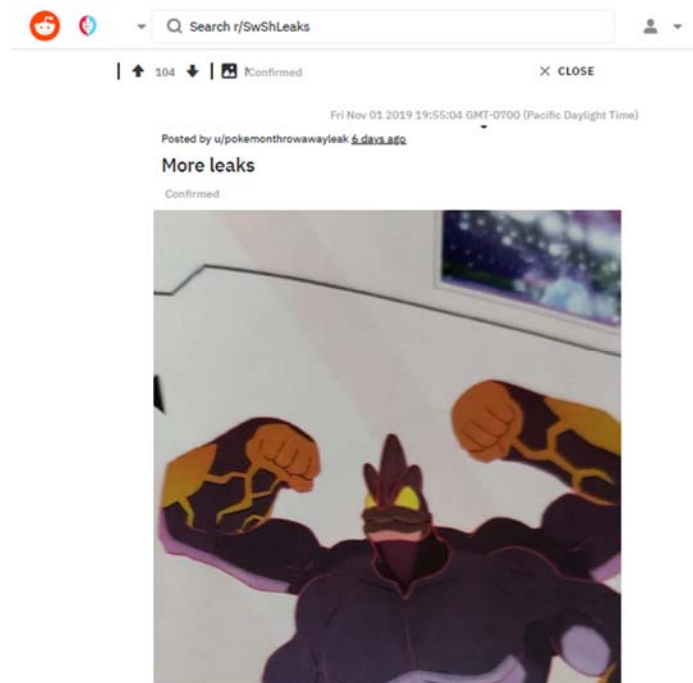 Search r/SwShLeaks
104 Confirmed
CLOSE
Fri Nov 01 2019 19:55:04 GMT-0700 (Pacific Daylight Time)
Posted by u/pokemonthrowawayleak 6 days ago
More leaks
Confirmed